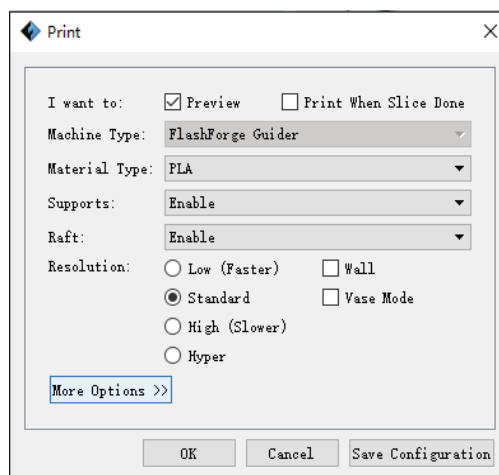 Print
I want to: Preview Print When Slice Done
Machine Type: FlashForge Guider
Material Type: PLA
Supports: Enable
Raft: Enable
Resolution: Low (Faster) Wall
Standard Vase Mode
High (Slower)
Hyper
More Options >>
OK Cancel Save Configuration